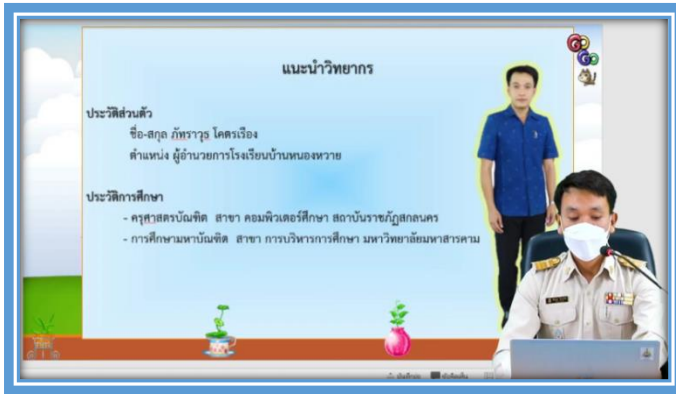 แนะนำวิทยากร
ประวัติส่วนตัว
ชื่อ-สกุล ภัทราวุธ โคตรเรือง
ตำแหน่ง ผู้อำนวยการโรงเรียนบ้านหนองหวาย
ประวัติการศึกษา
- ครุศาสตรบัณฑิต สาขา คอมพิวเตอร์ศึกษา สถาบันราชภัฏสกลนคร
- การศึกษามหาบัณฑิต สาขา การบริหารการศึกษา มหาวิทยาลัยมหาสารคาม